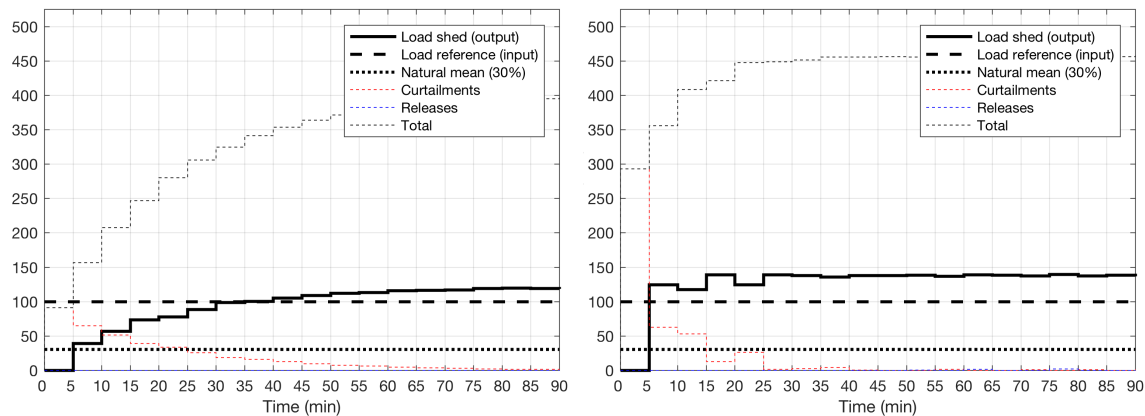 500
450
400
350
300
250
200
150
100
50
0
0 5 10 15 20 25 30 35 40 45 50 55 60 65 70 75 80 85 90
Time (min)
Load shed (output)
Load reference (input)
Natural mean (30%)
Curtailments
Releases
Total
500
450
400
350
300
250
200
150
100
50
0
0 5 10 15 20 25 30 35 40 45 50 55 60 65 70 75 80 85 90
Time (min)
Load shed (output)
Load reference (input)
Natural mean (30%)
Curtailments
Releases
Total